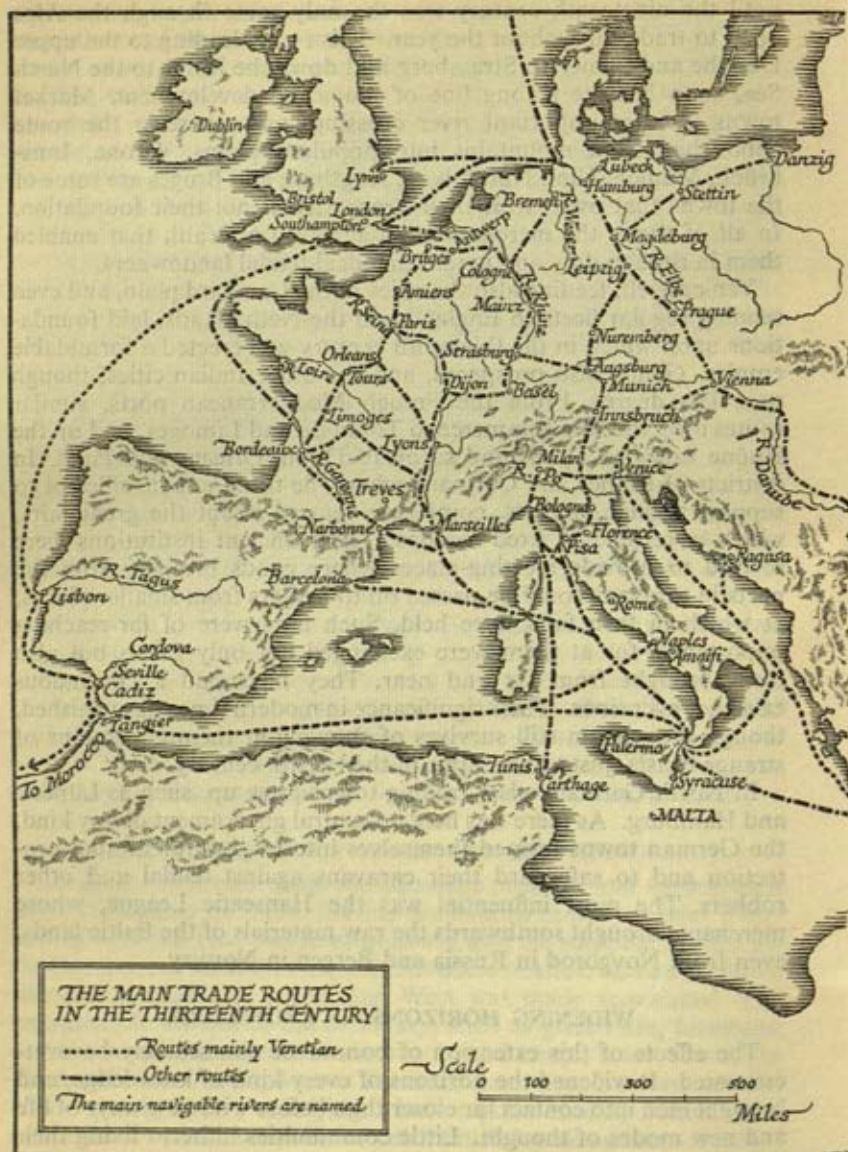 Dublin
Lynn
Bristol
London
Southampton
Lübeck
Danzig
Hamburg
Stettin
Bremen
R. Weser
Magdeburg
Antwerp
Bruges
Cologne
Leipzig
R. Elbe
Amiens
Mainz
R. Rhine
Prague
R. Seine
Paris
Nuremberg
Strasburg
Orleans
Augsburg
R. Loire
Tours
Dijon
Basel
Munich
Vienna
Limoges
Innsbruck
Bordeaux
Lyons
R. Danube
R. Garonne
Milan
Venice
R. Po
Treves
Bologna
Narbonne
Marseilles
Florence
Pisa
Ragusa
R. Tagus
Barcelona
Lisbon
Rome
Cordova
Naples
Amalfi
Seville
Cadiz
Tangier
Palermo
To Morocco
Tunis
Carthage
Syracuse
MALTA
THE MAIN TRADE ROUTES
IN THE THIRTEENTH CENTURY
Routes mainly Venetian
Other routes
The main navigable rivers are named
Scale
0 100 300 500
Miles